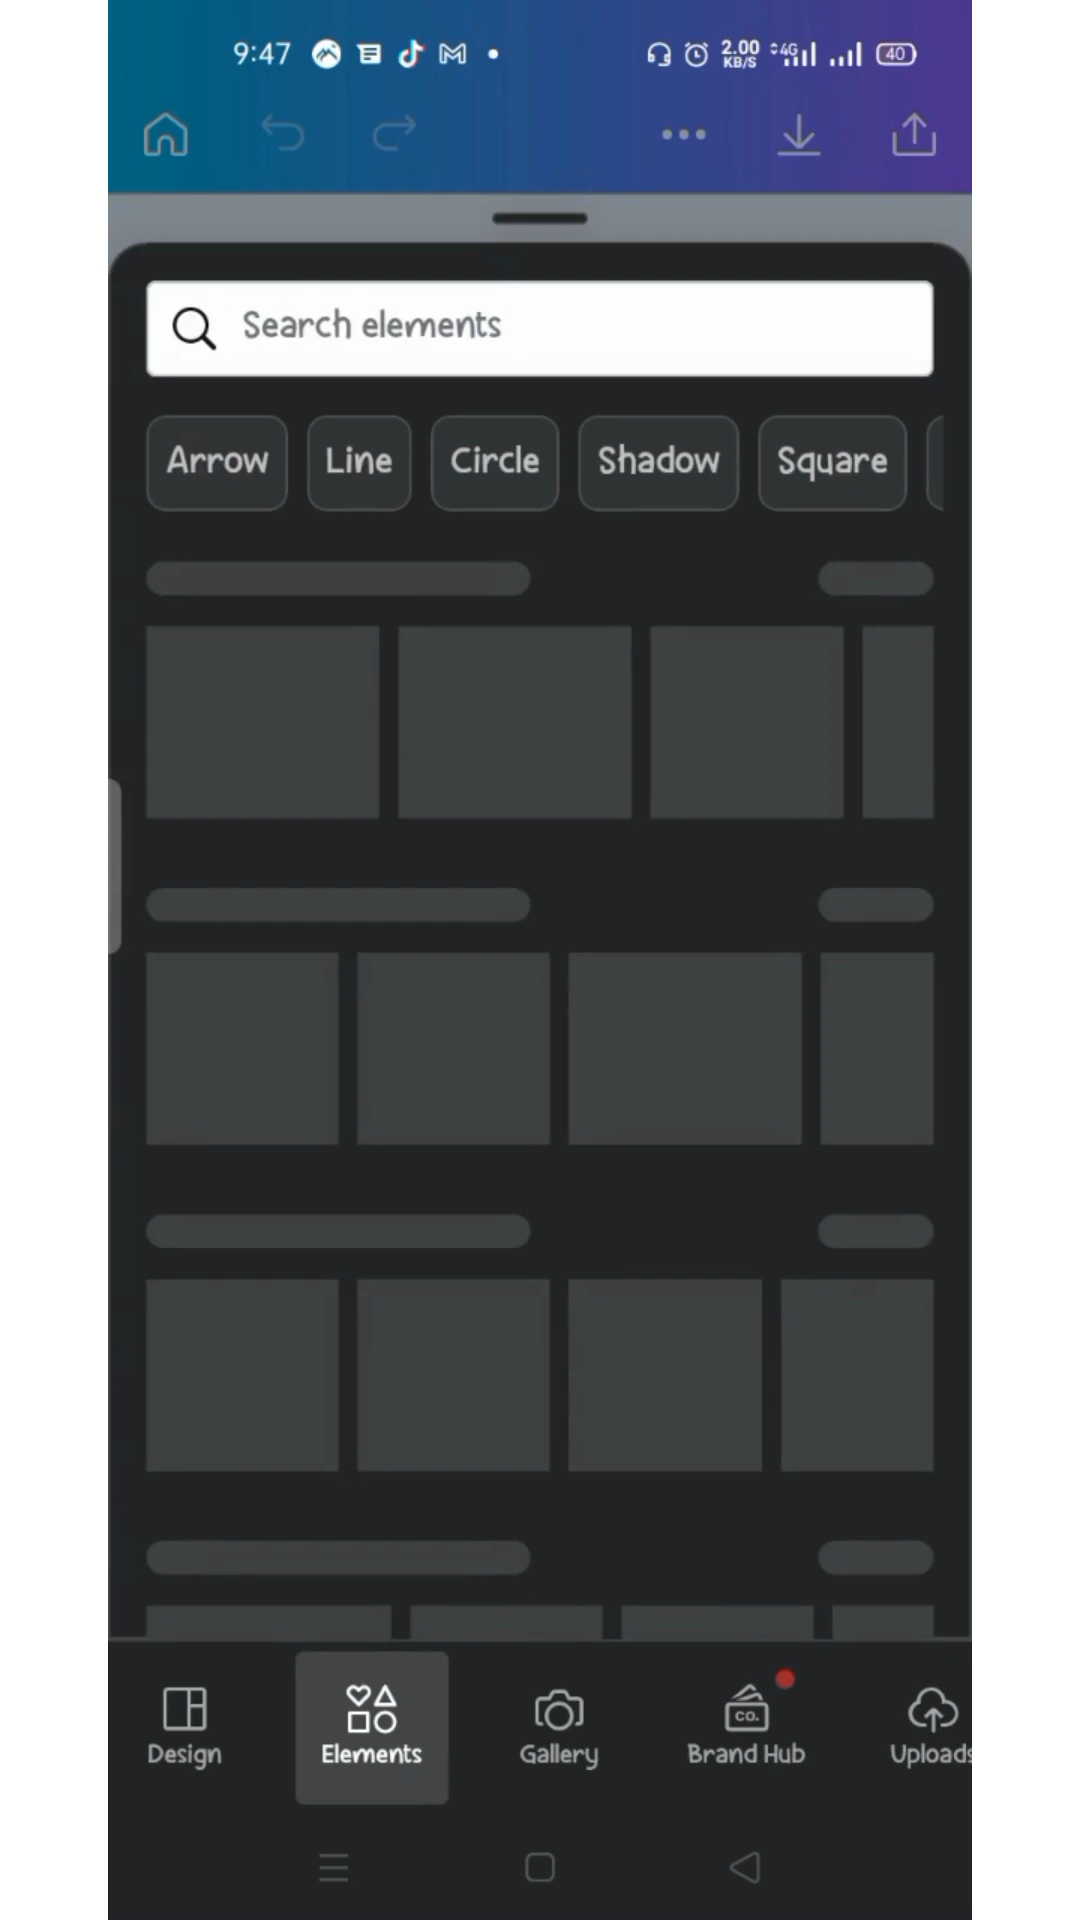 9:47 2.00 KB/S 4G 40
Search elements
Arrow Line Circle Shadow Square
Design Elements Gallery CO. Brand Hub Uploads